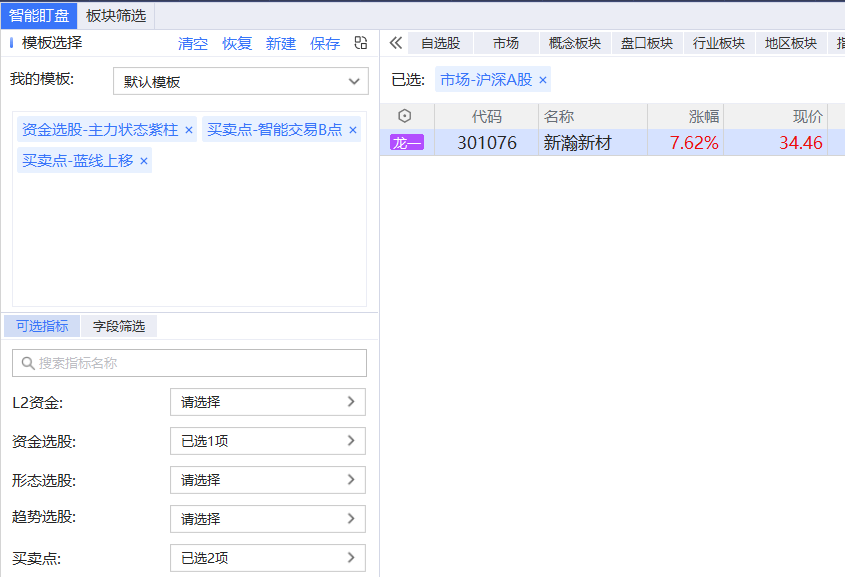 智能盯盘 板块筛选
模板选择 清空 恢复 新建 保存
我的模板: 默认模板
资金选股-主力状态紫柱 × 买卖点-智能交易B点 ×
买卖点-蓝线上移 ×
可选指标 字段筛选
搜索指标名称
L2资金: 请选择
资金选股: 已选1项
形态选股: 请选择
趋势选股: 请选择
买卖点: 已选2项
自选股 市场 概念板块 盘口板块 行业板块 地区板块
已选: 市场-沪深A股 ×
代码 名称 涨幅 现价
龙一 301076 新瀚新材 7.62% 34.46